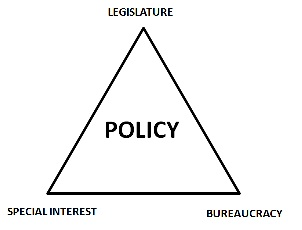 LEGISLATURE
POLICY
SPECIAL INTEREST
BUREAUCRACY